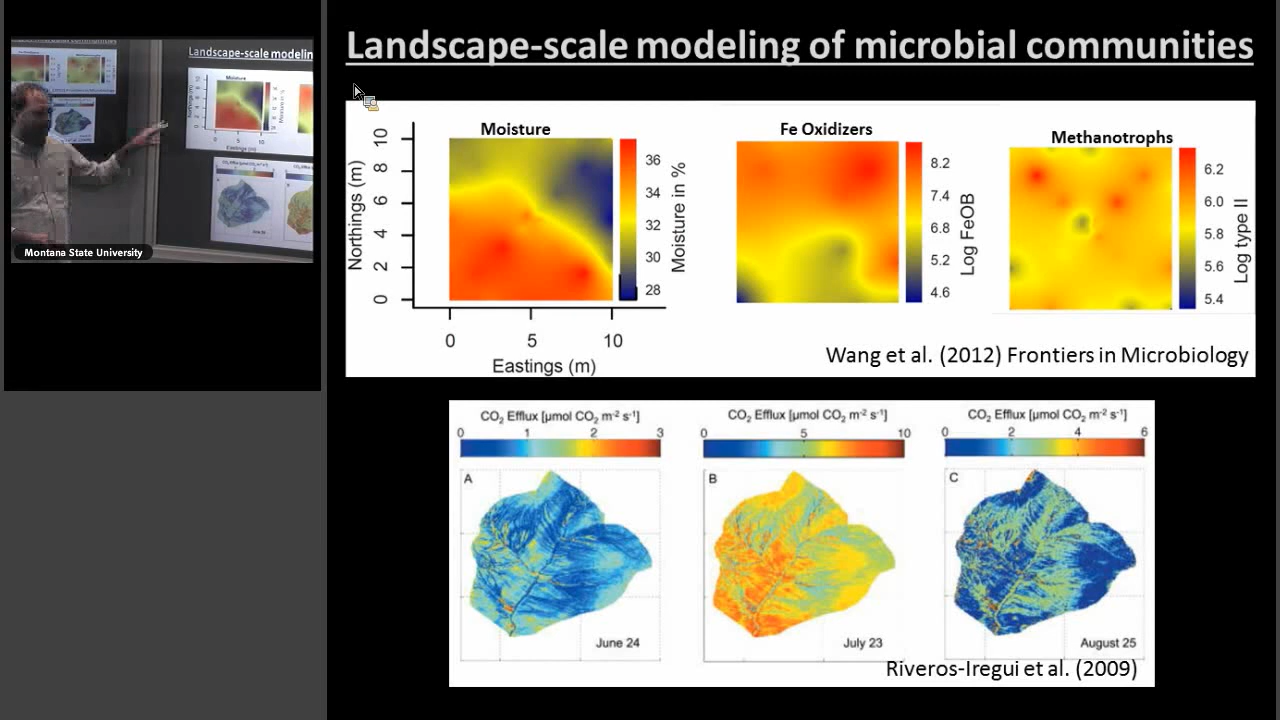 Landscape-scale modeling of microbial communities
Landscape-scale modelin
Moisture
Montana State University
Moisture
Fe Oxidizers
Methanotrophs
Northings (m)
10
8
6
4
2
0
0
5
10
Eastings (m)
36
34
32
30
28
Moisture in %
8.2
7.4
6.8
5.2
4.6
Log FeOB
6.2
6.0
5.8
5.6
5.4
Log type II
Wang et al. (2012) Frontiers in Microbiology
CO₂ Efflux [µmol CO₂ m⁻² s⁻¹]
0 1 2 3
A
June 24
CO₂ Efflux [µmol CO₂ m⁻² s⁻¹]
0 5 10
B
July 23
CO₂ Efflux [µmol CO₂ m⁻² s⁻¹]
0 2 4 6
C
August 25
Riveros-Iregui et al. (2009)